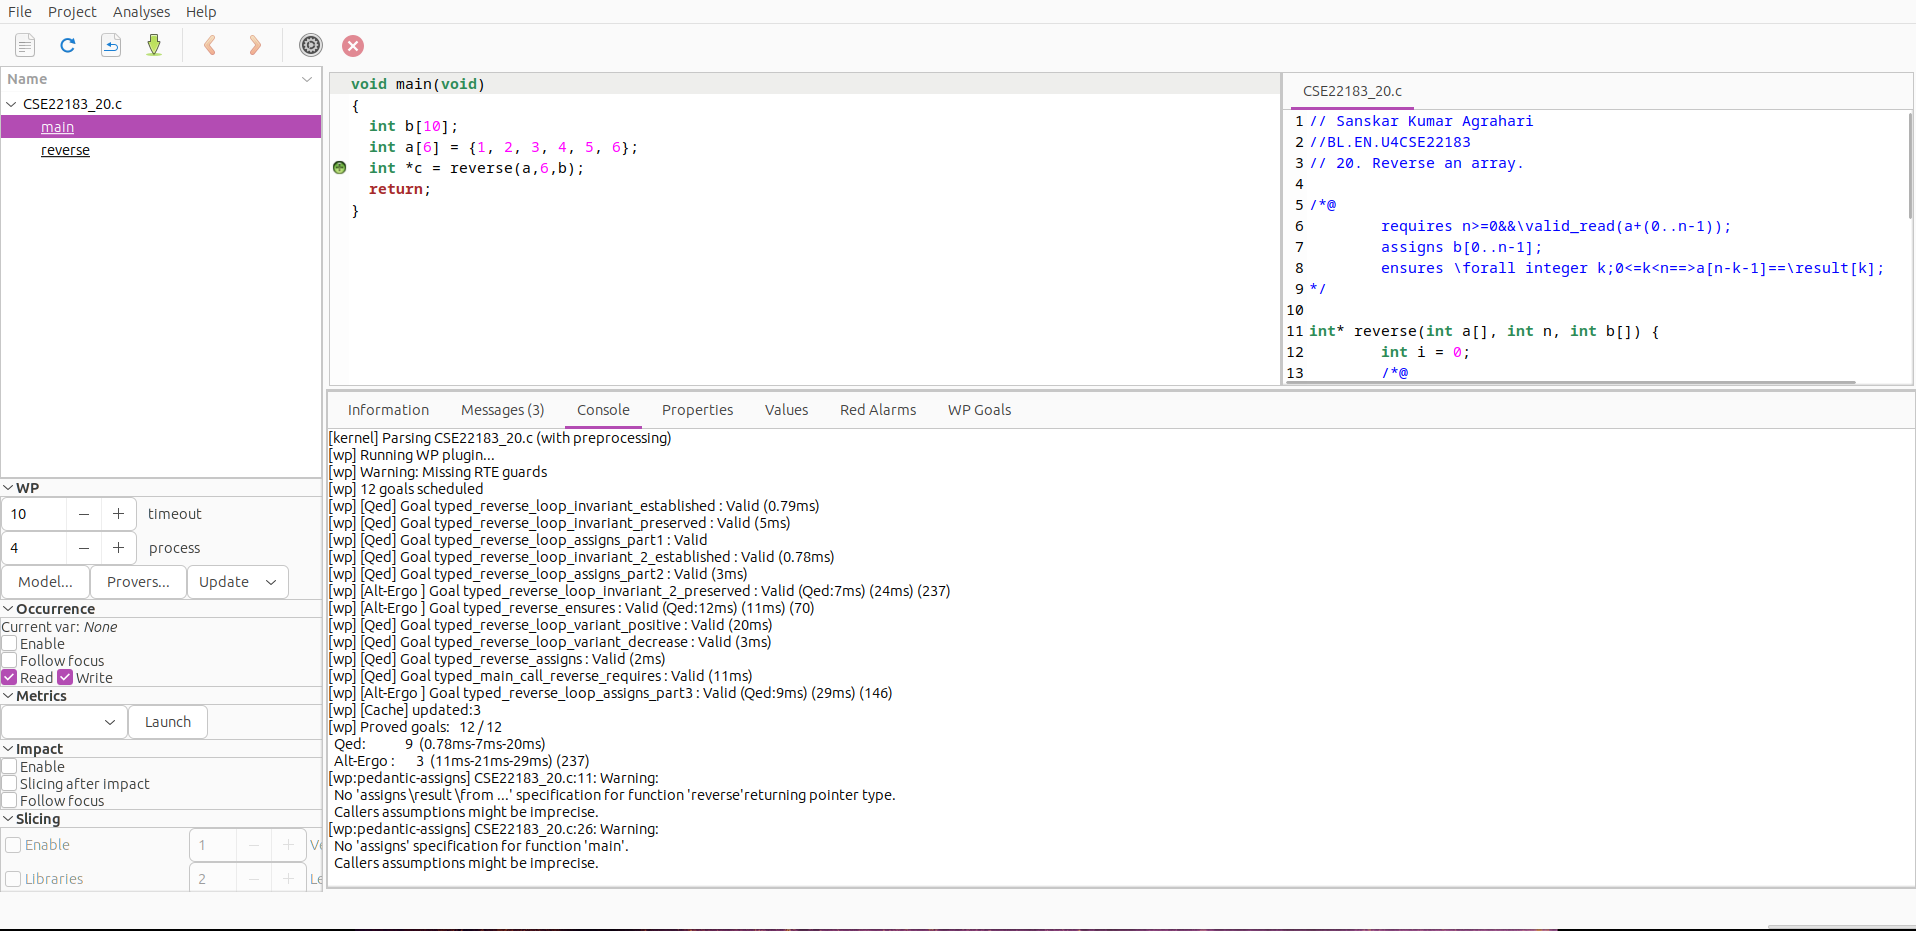 File Project Analyses Help
Name
CSE22183_20.c
main
reverse
void main(void)
{
int b[10];
int a[6] = {1, 2, 3, 4, 5, 6};
int *c = reverse(a,6,b);
return;
}
CSE22183_20.c
1 // Sanskar Kumar Agrahari
2 //BL.EN.U4CSE22183
3 // 20. Reverse an array.
4
5 /*@
6 requires n>=0&&\valid_read(a+(0..n-1));
7 assigns b[0..n-1];
8 ensures \forall integer k;0<=k<n==>a[n-k-1]==\result[k];
9 */
10
11 int* reverse(int a[], int n, int b[]) {
12 int i = 0;
13 /*@
WP
10 − + timeout
4 − + process
Model... Provers... Update
Occurrence
Current var: None
Enable
Follow focus
Read Write
Metrics
Launch
Impact
Enable
Slicing after impact
Follow focus
Slicing
Enable 1 − + Ve
Libraries 2 − + Le
Information Messages (3) Console Properties Values Red Alarms WP Goals
[kernel] Parsing CSE22183_20.c (with preprocessing)
[wp] Running WP plugin...
[wp] Warning: Missing RTE guards
[wp] 12 goals scheduled
[wp] [Qed] Goal typed_reverse_loop_invariant_established : Valid (0.79ms)
[wp] [Qed] Goal typed_reverse_loop_invariant_preserved : Valid (5ms)
[wp] [Qed] Goal typed_reverse_loop_assigns_part1 : Valid
[wp] [Qed] Goal typed_reverse_loop_invariant_2_established : Valid (0.78ms)
[wp] [Qed] Goal typed_reverse_loop_assigns_part2 : Valid (3ms)
[wp] [Alt-Ergo ] Goal typed_reverse_loop_invariant_2_preserved : Valid (Qed:7ms) (24ms) (237)
[wp] [Alt-Ergo ] Goal typed_reverse_ensures : Valid (Qed:12ms) (11ms) (70)
[wp] [Qed] Goal typed_reverse_loop_variant_positive : Valid (20ms)
[wp] [Qed] Goal typed_reverse_loop_variant_decrease : Valid (3ms)
[wp] [Qed] Goal typed_reverse_assigns : Valid (2ms)
[wp] [Qed] Goal typed_main_call_reverse_requires : Valid (11ms)
[wp] [Alt-Ergo ] Goal typed_reverse_loop_assigns_part3 : Valid (Qed:9ms) (29ms) (146)
[wp] [Cache] updated:3
[wp] Proved goals: 12 / 12
Qed: 9 (0.78ms-7ms-20ms)
Alt-Ergo : 3 (11ms-21ms-29ms) (237)
[wp:pedantic-assigns] CSE22183_20.c:11: Warning:
No 'assigns \result \from ...' specification for function 'reverse'returning pointer type.
Callers assumptions might be imprecise.
[wp:pedantic-assigns] CSE22183_20.c:26: Warning:
No 'assigns' specification for function 'main'.
Callers assumptions might be imprecise.